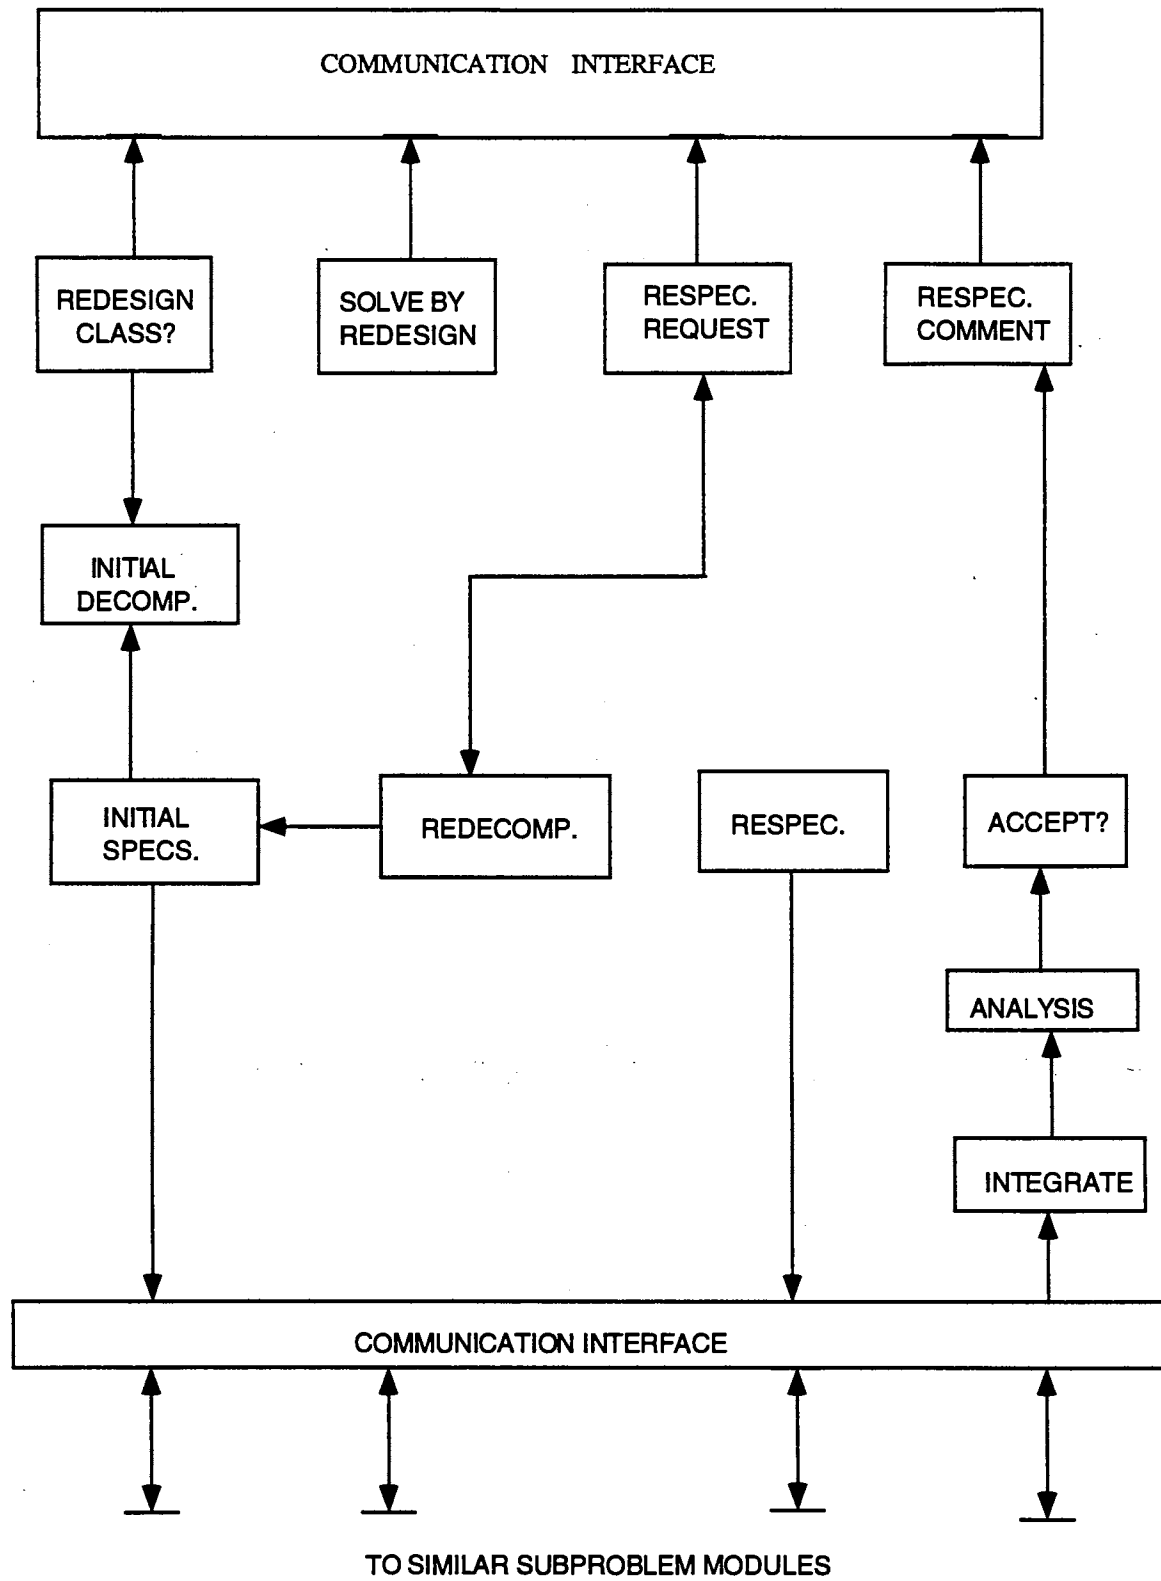 COMMUNICATION INTERFACE
REDESIGN
CLASS?
SOLVE BY
REDESIGN
RESPEC.
REQUEST
RESPEC.
COMMENT
INITIAL
DECOMP.
INITIAL
SPECS.
REDECOMP.
RESPEC.
ACCEPT?
ANALYSIS
INTEGRATE
COMMUNICATION INTERFACE
TO SIMILAR SUBPROBLEM MODULES